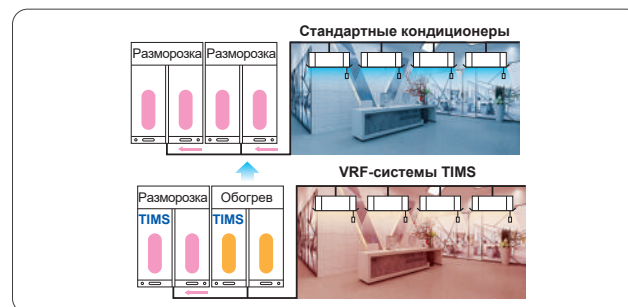 Стандартные кондиционеры
Разморозка Разморозка
VRF-системы TIMS
Разморозка Обогрев
TIMS TIMS